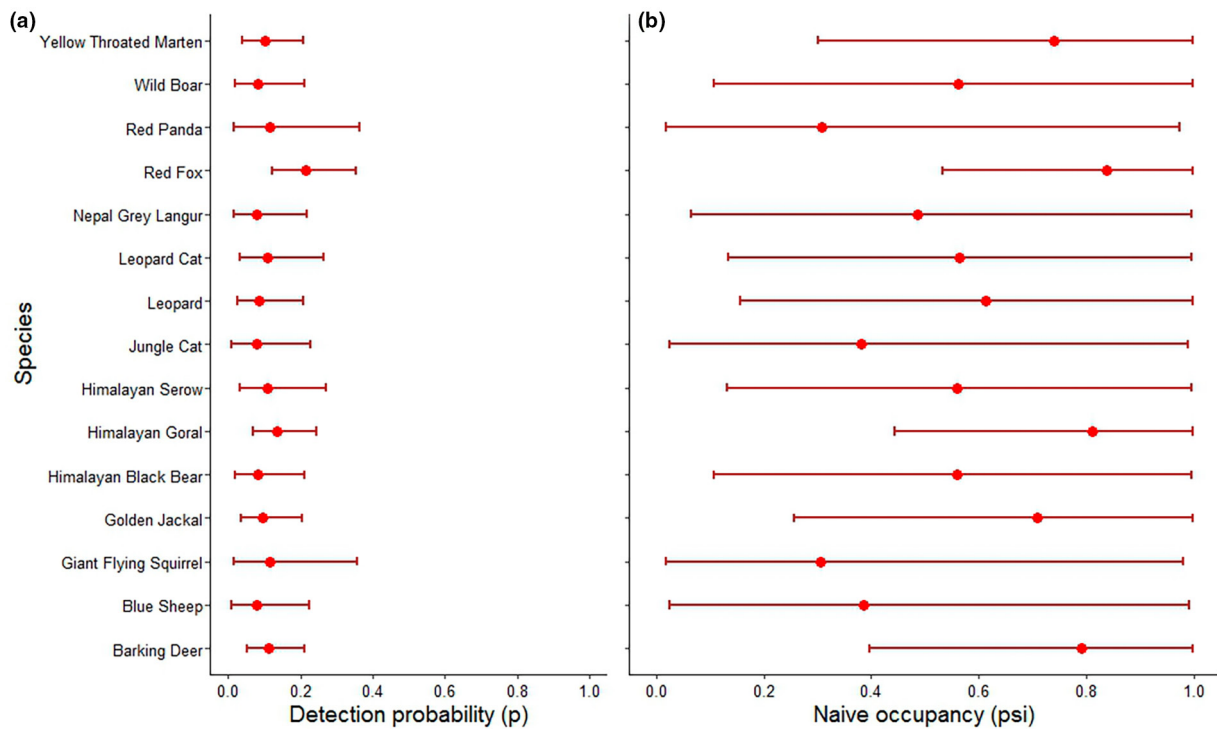 (a)
(b)
Species
Yellow Throated Marten
Wild Boar
Red Panda
Red Fox
Nepal Grey Langur
Leopard Cat
Leopard
Jungle Cat
Himalayan Serow
Himalayan Goral
Himalayan Black Bear
Golden Jackal
Giant Flying Squirrel
Blue Sheep
Barking Deer
0.0 0.2 0.4 0.6 0.8 1.0
Detection probability (p)
0.0 0.2 0.4 0.6 0.8 1.0
Naive occupancy (psi)